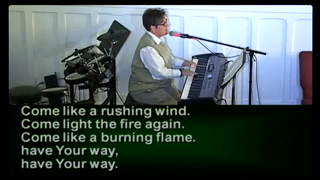 Come like a rushing wind.
Come light the fire again.
Come like a burning flame.
have Your way,
have Your way.